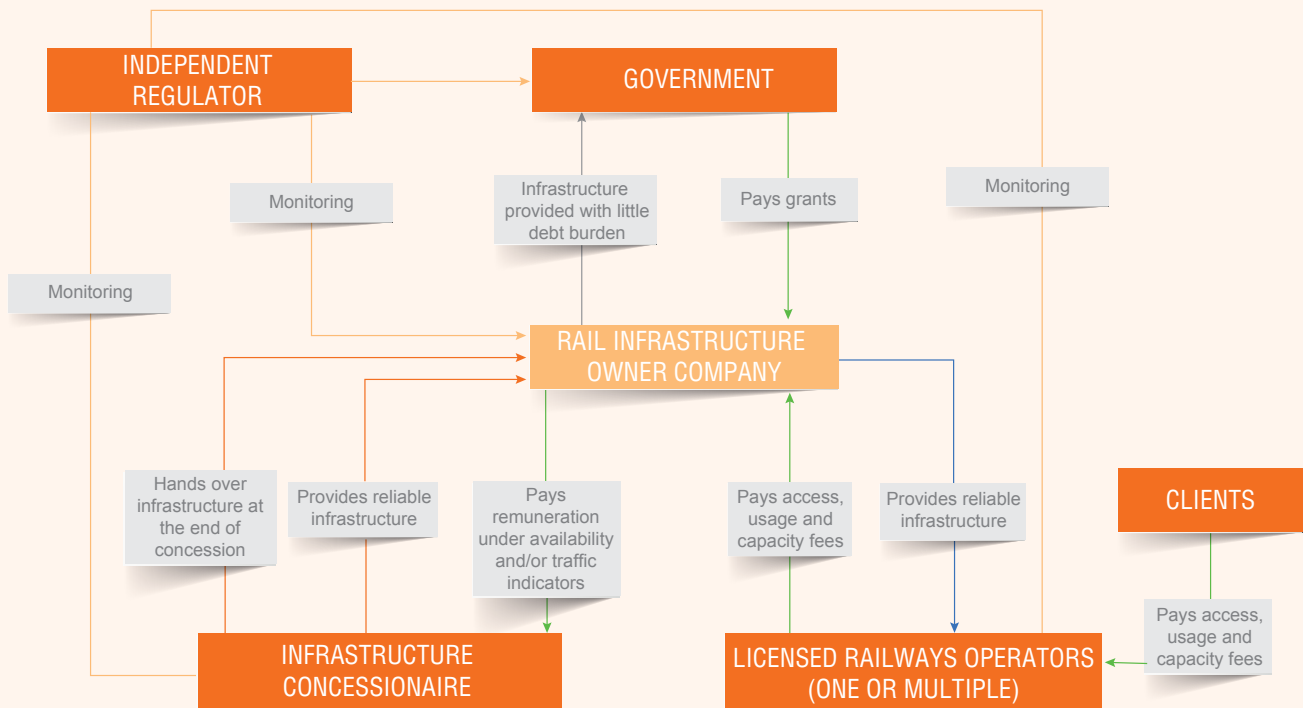 INDEPENDENT
REGULATOR
GOVERNMENT
Monitoring
Infrastructure
provided with little
debt burden
Pays grants
Monitoring
Monitoring
RAIL INFRASTRUCTURE
OWNER COMPANY
Hands over
infrastructure at
the end of
concession
Provides reliable
infrastructure
Pays
remuneration
under availability
and/or traffic
indicators
Pays access,
usage and
capacity fees
Provides reliable
infrastructure
CLIENTS
Pays access,
usage and
capacity fees
INFRASTRUCTURE
CONCESSIONAIRE
LICENSED RAILWAYS OPERATORS
(ONE OR MULTIPLE)